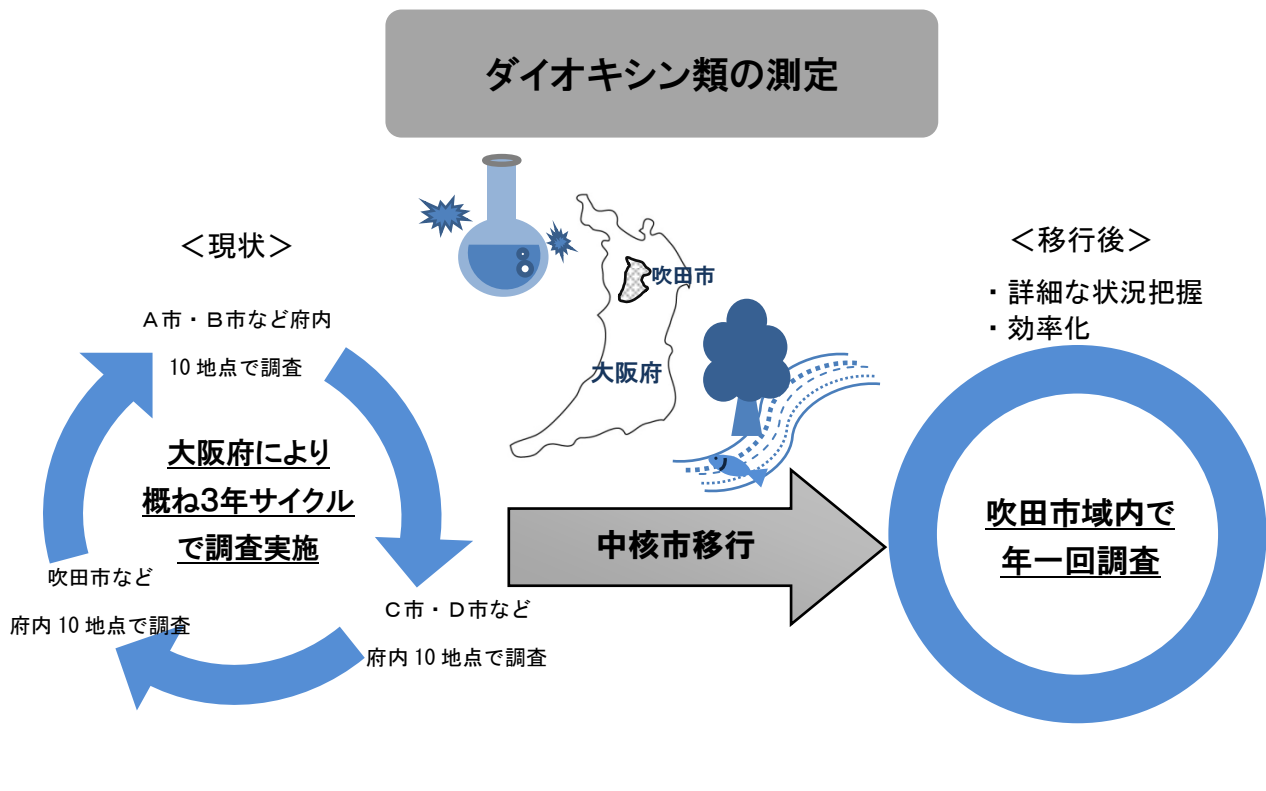 ダイオキシン類の測定
＜現状＞
Ａ市・Ｂ市など府内
10 地点で調査
大阪府により
概ね3年サイクル
で調査実施
吹田市など
府内 10 地点で調査
Ｃ市・Ｄ市など
府内 10 地点で調査
吹田市
大阪府
中核市移行
＜移行後＞
・詳細な状況把握
・効率化
吹田市域内で
年一回調査